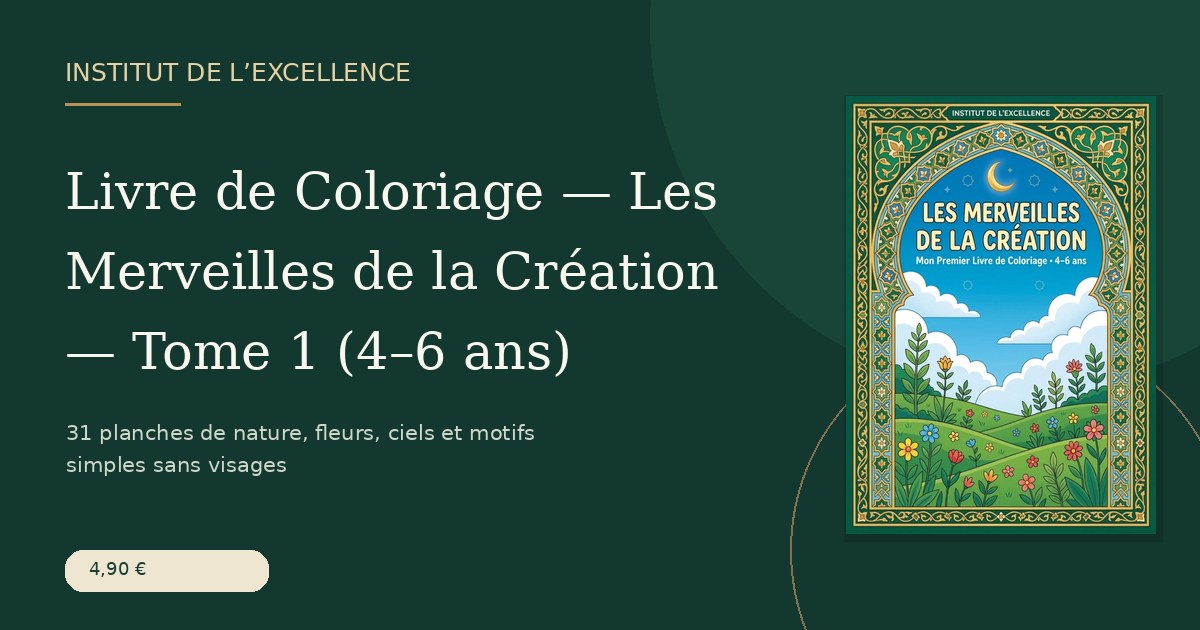 INSTITUT DE L’EXCELLENCE
Livre de Coloriage — Les
Merveilles de la Création
— Tome 1 (4–6 ans)
31 planches de nature, fleurs, ciels et motifs
simples sans visages
4,90 €
INSTITUT DE L'EXCELLENCE
LES MERVEILLES
DE LA CRÉATION
Mon Premier Livre de Coloriage • 4-6 ans